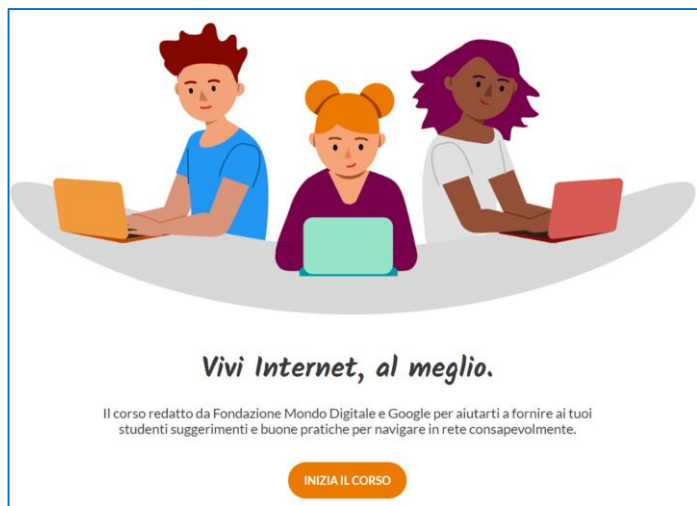 Vivi Internet, al meglio.
Il corso redatto da Fondazione Mondo Digitale e Google per aiutarti a fornire ai tuoi
studenti suggerimenti e buone pratiche per navigare in rete consapevolmente.
INIZIA IL CORSO